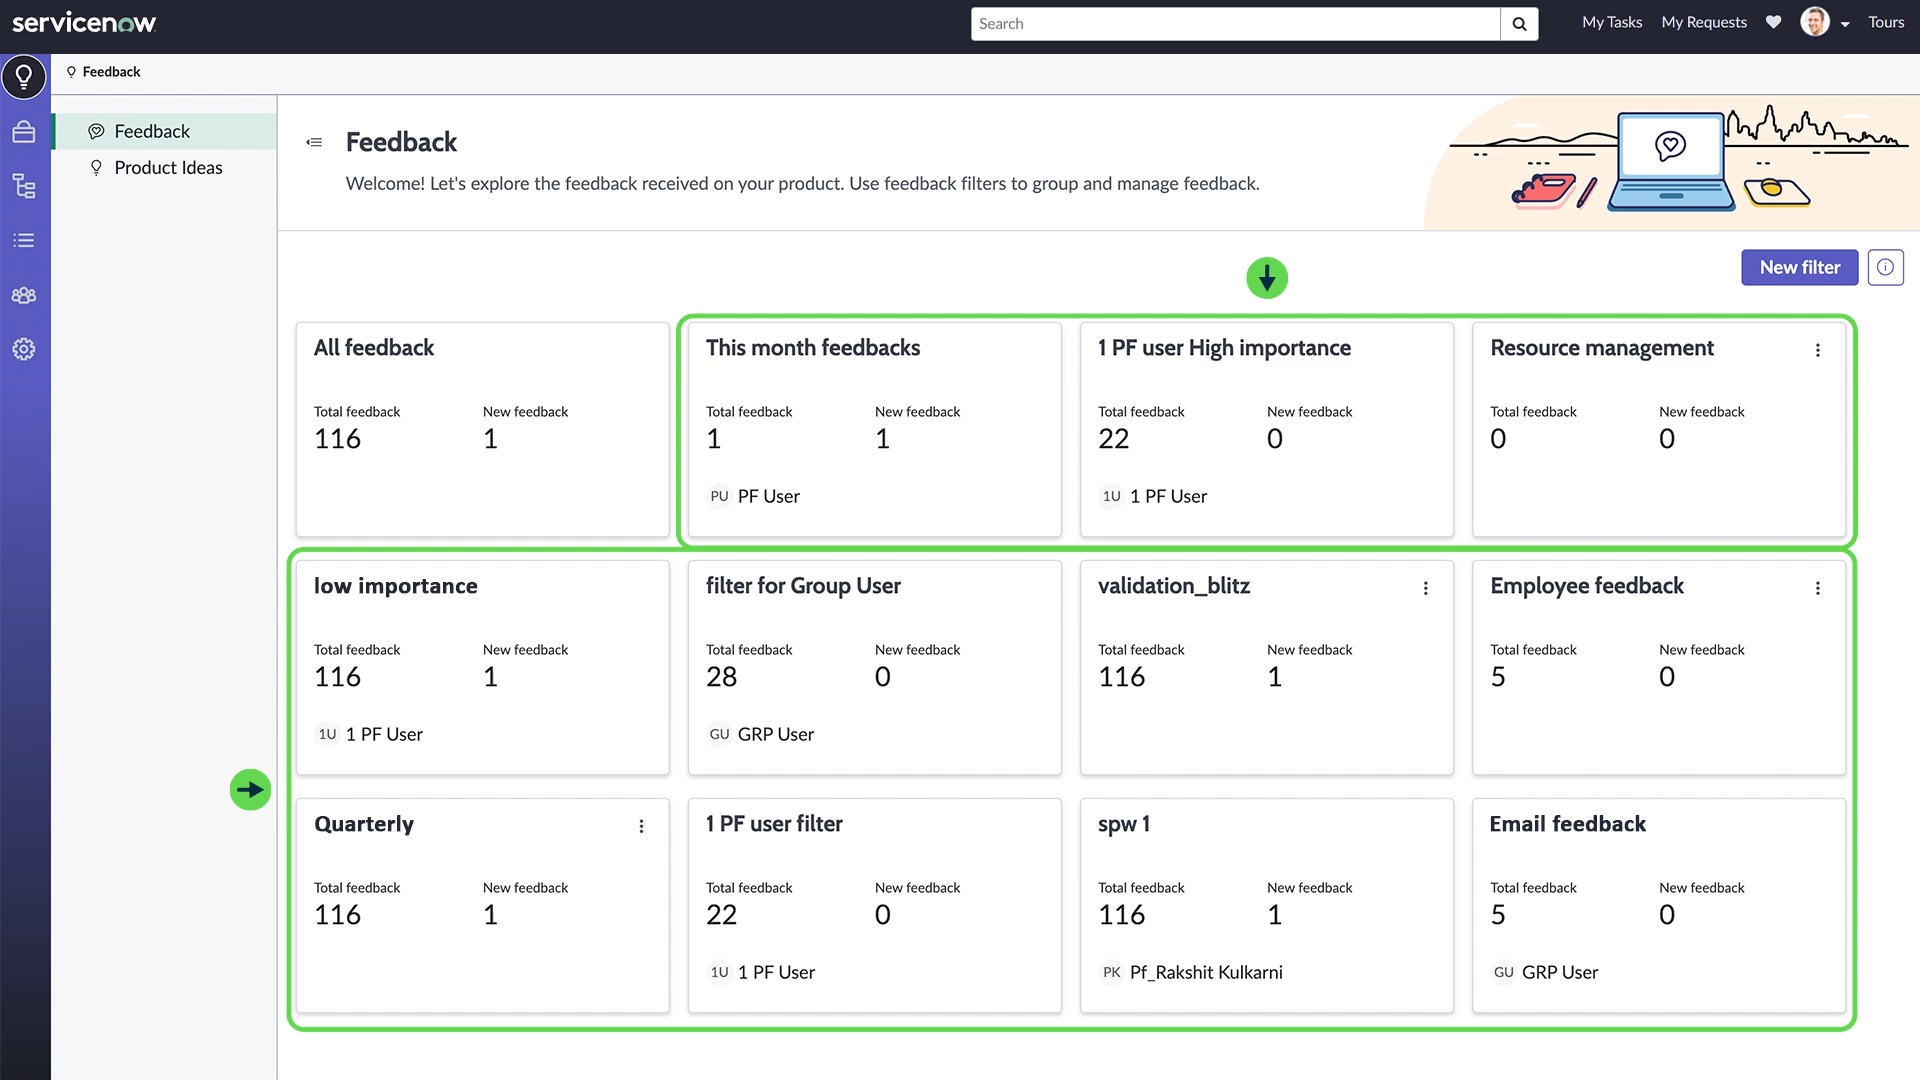 servicenow
Search
My Tasks
My Requests
Tours
Feedback
Feedback
Product Ideas
Feedback
Welcome! Let's explore the feedback received on your product. Use feedback filters to group and manage feedback.
New filter
All feedback
Total feedback
New feedback
116
1
This month feedbacks
Total feedback
New feedback
1
1
PU PF User
1 PF user High importance
Total feedback
New feedback
22
0
1U 1 PF User
Resource management
Total feedback
New feedback
0
0
low importance
Total feedback
New feedback
116
1
1U 1 PF User
filter for Group User
Total feedback
New feedback
28
0
GU GRP User
validation_blitz
Total feedback
New feedback
116
1
Employee feedback
Total feedback
New feedback
5
0
Quarterly
Total feedback
New feedback
116
1
1 PF user filter
Total feedback
New feedback
22
0
1U 1 PF User
spw 1
Total feedback
New feedback
116
1
PK Pf_Rakshit Kulkarni
Email feedback
Total feedback
New feedback
5
0
GU GRP User